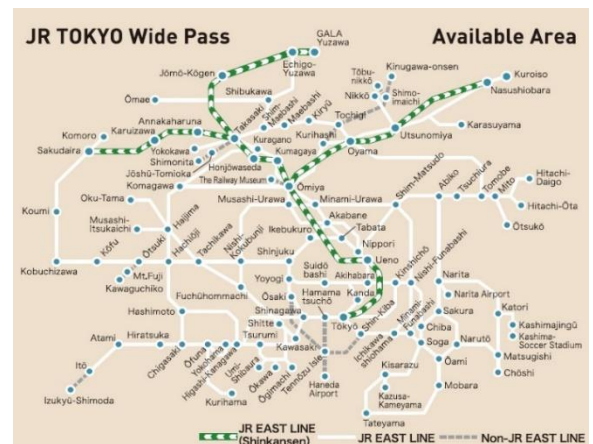 JR TOKYO Wide Pass
Available Area
GALA
Yuzawa
Echigo-
Yuzawa
Jōmō-Kōgen
Kinugawa-onsen
Tōbu-
nikkō
Nikkō
Shimo-
imaichi
Kuroiso
Nasushiobara
Ōmae
Shibukawa
Shim-
Maebashi
Maebashi
Kiryū
Tochigi
Annakaharuna
Takasaki
Karuizawa
Komoro
Sakudaira
Yokokawa
Shimonita
Kuragano
Kurihashi
Kumagaya
Oyama
Utsunomiya
Karasuyama
Jōshū-Tomioka
Honjōwaseda
Komagawa
The Railway Museum
Ōmiya
Shim-Matsudo
Abiko
Tsuchiura
Tomobe
Mito
Hitachi-
Daigo
Hitachi-Ōta
Ōtsukō
Oku-Tama
Musashi-
Itsukaichi
Haijima
Musashi-Urawa
Minami-Urawa
Akabane
Tabata
Ikebukuro
Nippori
Ueno
Koumi
Kobuchizawa
Kōfu
Ōtsuki
Hachiōji
Tachikawa
Nishi-
Kokubunji
Shinjuku
Suidō
bashi
Akihabara
Kinshichō
Nishi-Funabashi
Narita
Mt.Fuji
Kawaguchiko
Fuchūhommachi
Yoyogi
Ōsaki
Hamama
tsuchō
Kanda
Narita Airport
Hashimoto
Shinagawa
Shitte
Tōkyō
Shin-Kiba
Ichikawa
shiohama
Minami-
Funabashi
Chiba
Soga
Sakura
Katori
Kashimajingū
Kashima-
Soccer Stadium
Atami
Hiratsuka
Chigasaki
Ōfuna
Yokohama
Higashi-Kanagawa
Tsurumi
Kawasaki
Umi-
Shibaura
Ōkawa
Ōgimachi
Tennōzu Isle
Haneda
Airport
Kisarazu
Kazusa-
Kameyama
Ōami
Narutō
Matsugishi
Chōshi
Itō
Izukyū-Shimoda
Kurihama
Mobara
Tateyama
JR EAST LINE
(Shinkansen)
JR EAST LINE
Non-JR EAST LINE